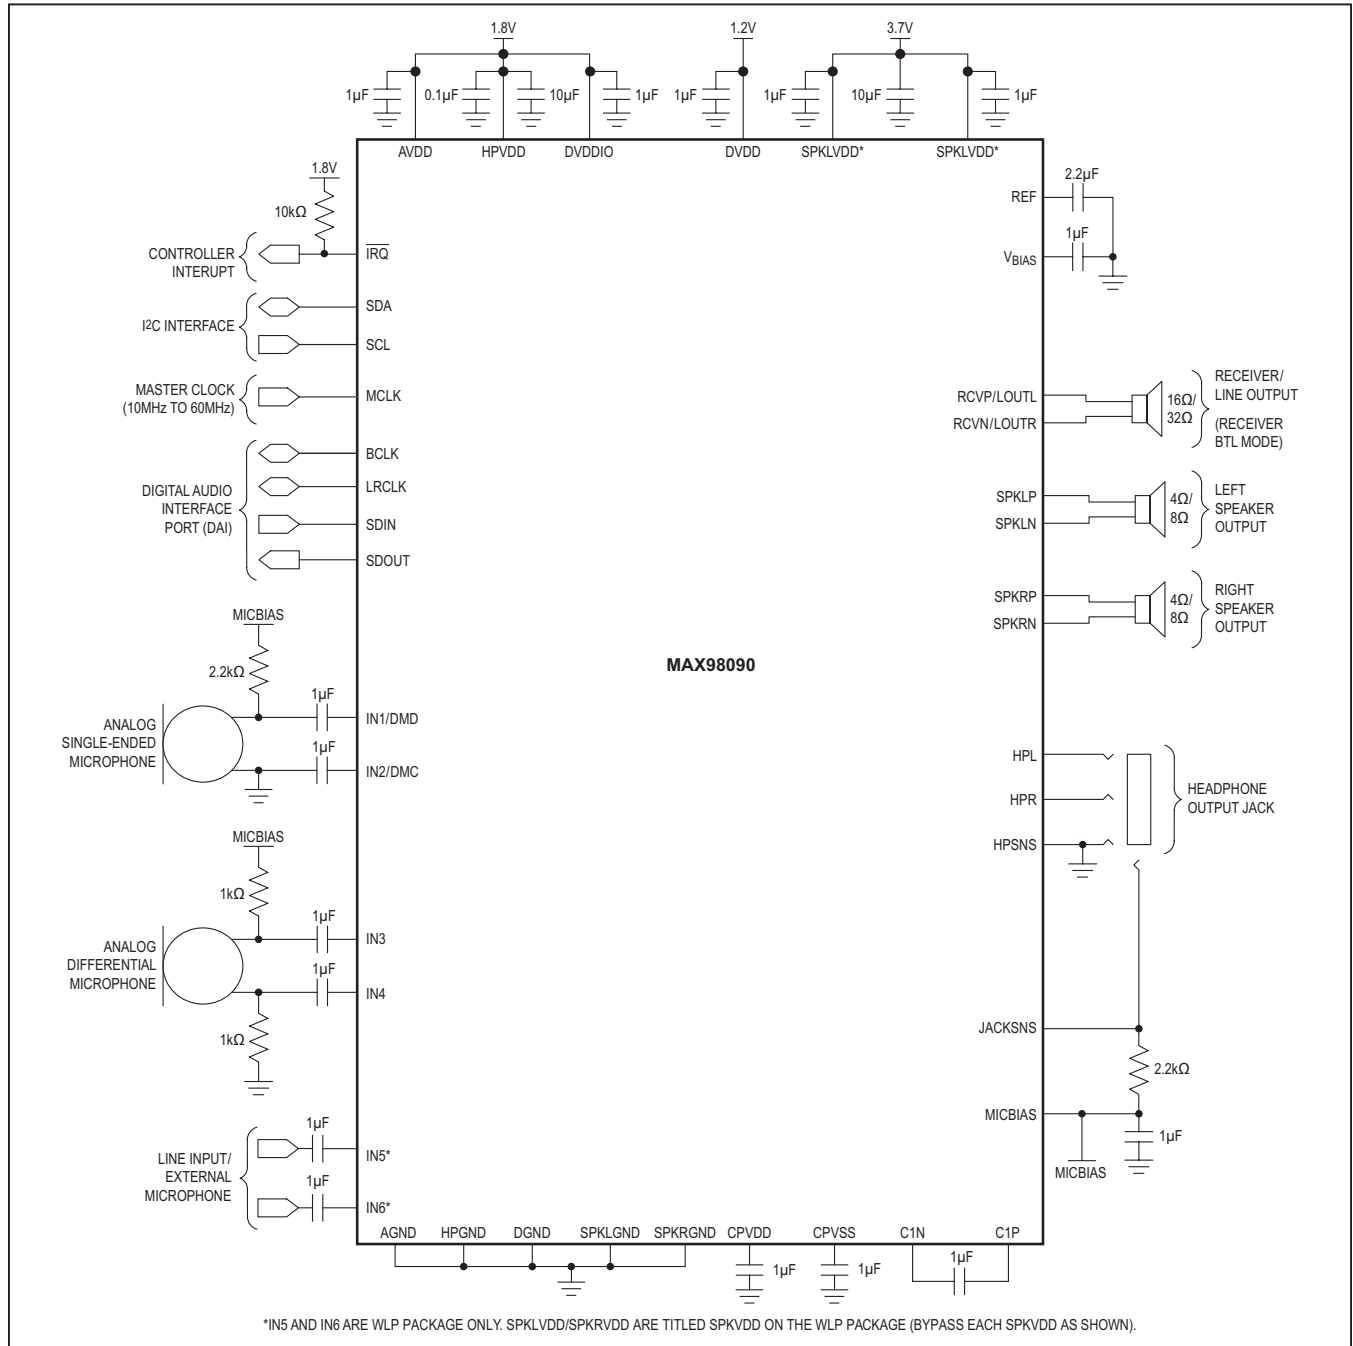 1.8V
1.2V
3.7V
1µF
0.1µF
10µF
1µF
1µF
1µF
10µF
1µF
AVDD
HPVDD
DVDDIO
DVDD
SPKLVDD*
SPKLVDD*
1.8V
10kΩ
CONTROLLER
INTERUPT
IRQ
I2C INTERFACE
SDA
SCL
MASTER CLOCK
(10MHz TO 60MHz)
MCLK
DIGITAL AUDIO
INTERFACE
PORT (DAI)
BCLK
LRCLK
SDIN
SDOUT
MICBIAS
2.2kΩ
1µF
ANALOG
SINGLE-ENDED
MICROPHONE
IN1/DMD
1µF
IN2/DMC
MICBIAS
1kΩ
1µF
ANALOG
DIFFERENTIAL
MICROPHONE
IN3
1µF
IN4
1kΩ
LINE INPUT/
EXTERNAL
MICROPHONE
1µF
IN5*
1µF
IN6*
MAX98090
REF
2.2µF
VBIAS
1µF
RCVP/LOUTL
RCVN/LOUTR
16Ω/
32Ω
RECEIVER/
LINE OUTPUT
(RECEIVER
BTL MODE)
SPKLP
SPKLN
4Ω/
8Ω
LEFT
SPEAKER
OUTPUT
SPKRP
SPKRN
4Ω/
8Ω
RIGHT
SPEAKER
OUTPUT
HPL
HPR
HPSNS
HEADPHONE
OUTPUT JACK
JACKSNS
2.2kΩ
MICBIAS
1µF
MICBIAS
AGND
HPGND
DGND
SPKLGND
SPKRGND
CPVDD
CPVSS
C1N
C1P
1µF
1µF
1µF
*IN5 AND IN6 ARE WLP PACKAGE ONLY. SPKLVDD/SPKRVDD ARE TITLED SPKVDD ON THE WLP PACKAGE (BYPASS EACH SPKVDD AS SHOWN).